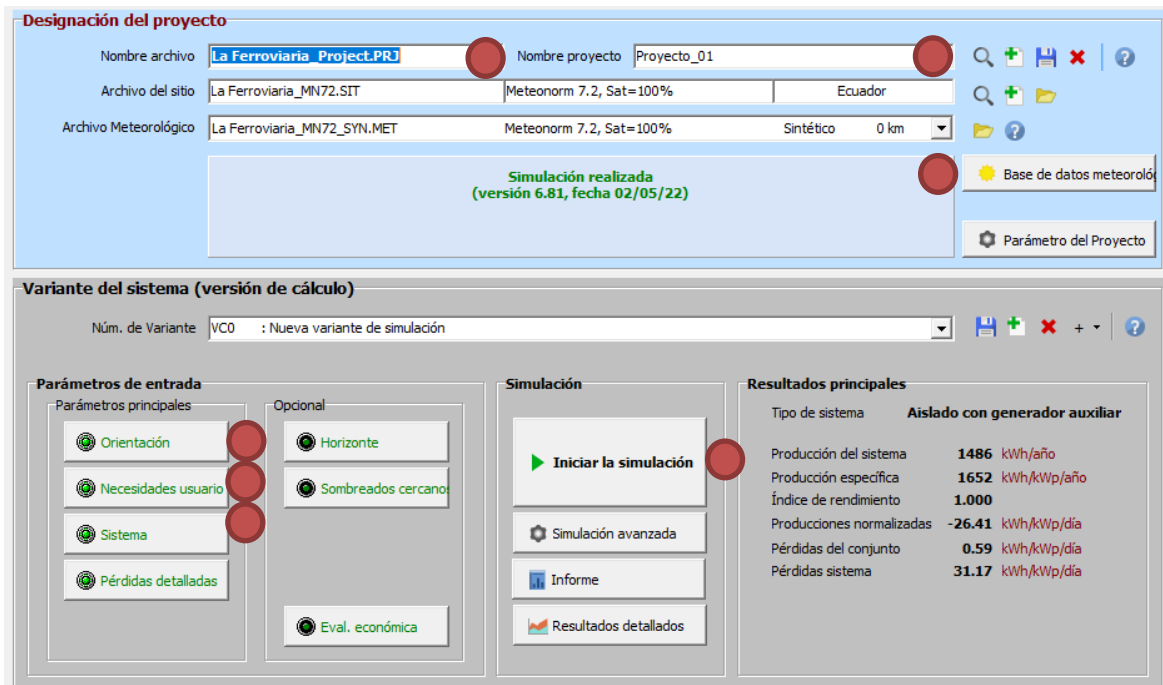 Designación del proyecto
Nombre archivo La Ferroviaria_Project.PRJ Nombre proyecto Proyecto_01
Archivo del sitio La Ferroviaria_MN72.SIT Meteonorm 7.2, Sat=100% Ecuador
Archivo Meteorológico La Ferroviaria_MN72_SYN.MET Meteonorm 7.2, Sat=100% Sintético 0 km
Simulación realizada
(versión 6.81, fecha 02/05/22)
Base de datos meteoroló
Parámetro del Proyecto
Variante del sistema (versión de cálculo)
Núm. de Variante VC0 : Nueva variante de simulación
Parámetros de entrada
Parámetros principales
Orientación
Necesidades usuario
Sistema
Pérdidas detalladas
Opcional
Horizonte
Sombreados cercanos
Eval. económica
Simulación
Iniciar la simulación
Simulación avanzada
Informe
Resultados detallados
Resultados principales
Tipo de sistema Aislado con generador auxiliar
Producción del sistema 1486 kWh/año
Producción específica 1652 kWh/kWp/año
Índice de rendimiento 1.000
Producciones normalizadas -26.41 kWh/kWp/día
Pérdidas del conjunto 0.59 kWh/kWp/día
Pérdidas sistema 31.17 kWh/kWp/día